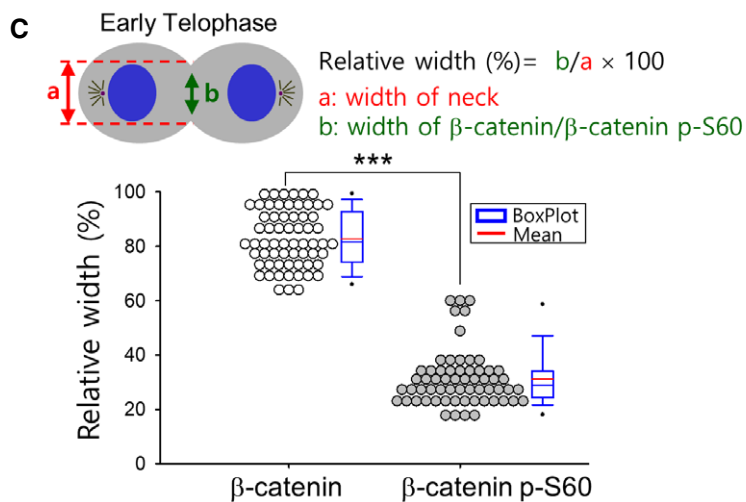 C
Early Telophase
a
b
Relative width (%)= b/a × 100
a: width of neck
b: width of β-catenin/β-catenin p-S60
***
Relative width (%)
100
80
60
40
20
0
BoxPlot
Mean
β-catenin
β-catenin p-S60